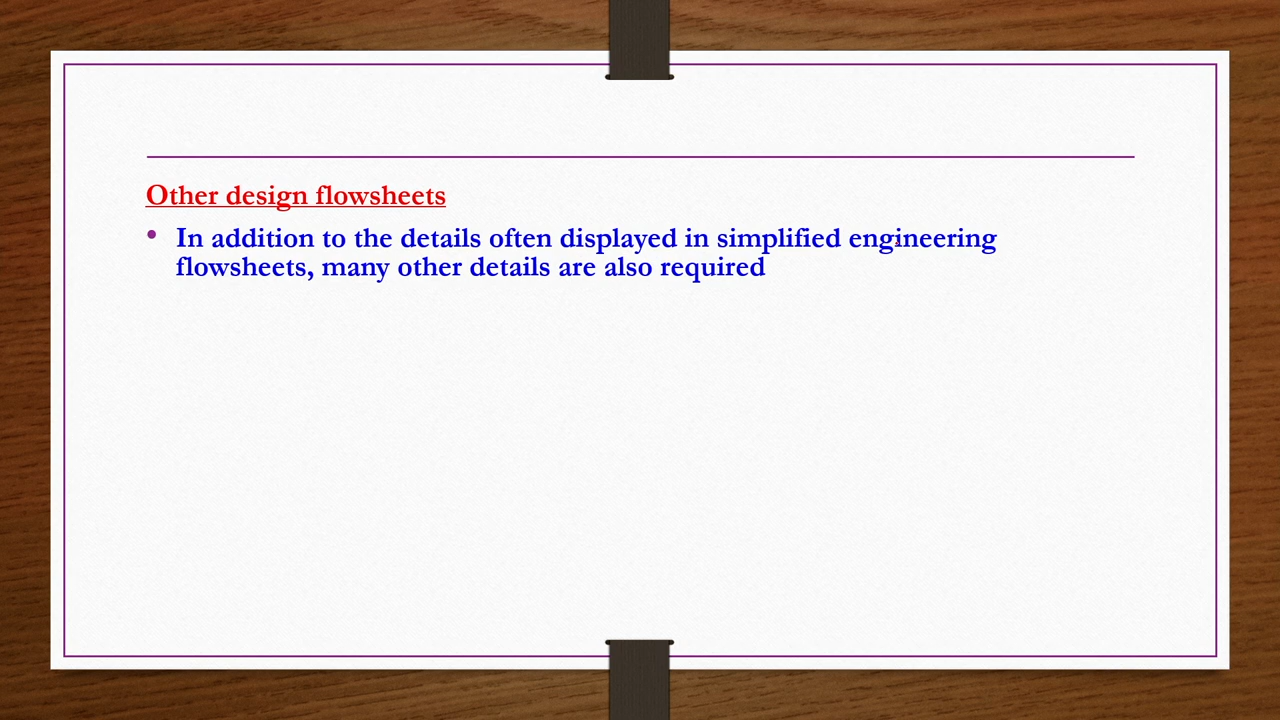 Other design flowsheets
• In addition to the details often displayed in simplified engineering
flowsheets, many other details are also required